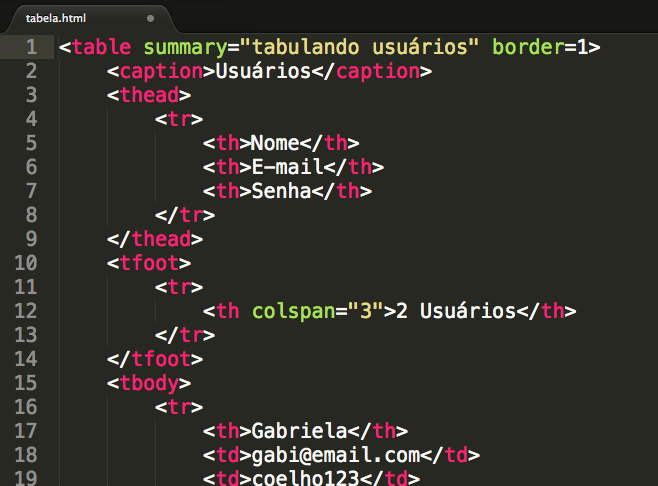 tabela.html
1 <table summary="tabulando usuários" border=1>
2 <caption>Usuários</caption>
3 <thead>
4 <tr>
5 <th>Nome</th>
6 <th>E-mail</th>
7 <th>Senha</th>
8 </tr>
9 </thead>
10 <tfoot>
11 <tr>
12 <th colspan="3">2 Usuários</th>
13 </tr>
14 </tfoot>
15 <tbody>
16 <tr>
17 <th>Gabriela</th>
18 <td>gabi@email.com</td>
19 <td>coelho123</td>